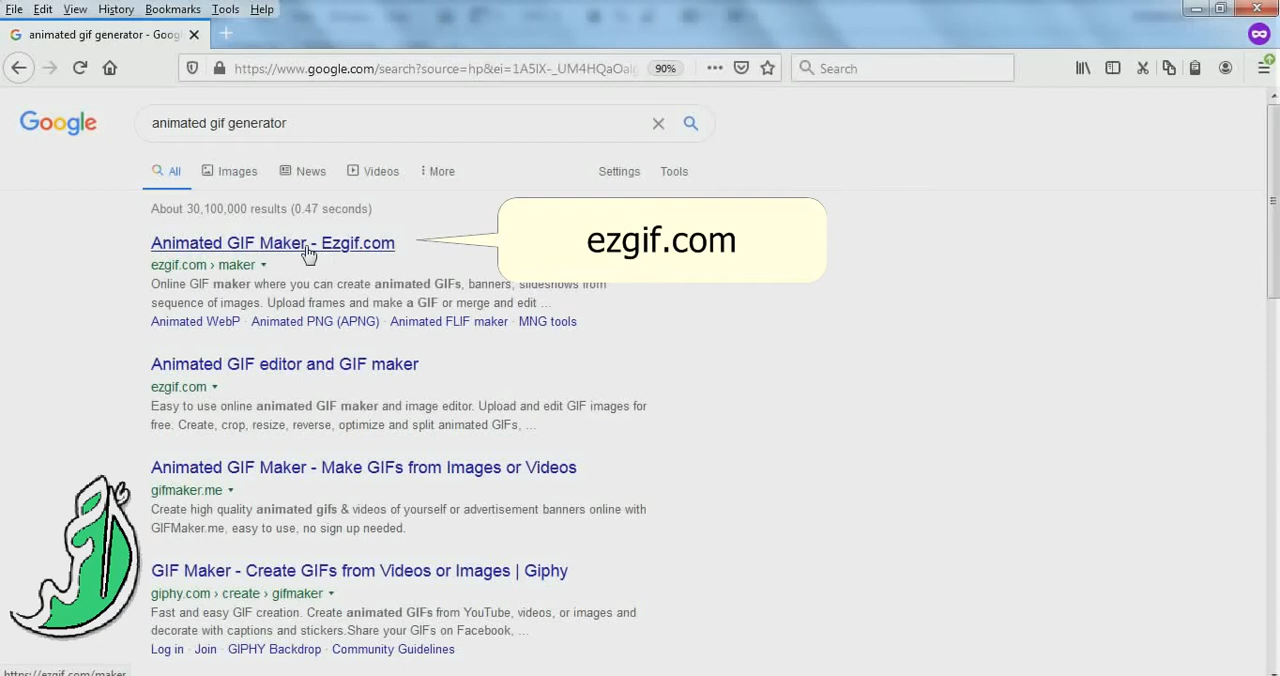 File Edit View History Bookmarks Tools Help
animated gif generator - Goog
https://www.google.com/search?source=hp&ei=1A5IX-_UM4HQaOalg 90% Search
Google
animated gif generator
All Images News Videos More Settings Tools
About 30,100,000 results (0.47 seconds)
Animated GIF Maker - Ezgif.com
ezgif.com
ezgif.com › maker
Online GIF maker where you can create animated GIFs, banners, slideshows from
sequence of images. Upload frames and make a GIF or merge and edit ...
Animated WebP · Animated PNG (APNG) · Animated FLIF maker · MNG tools
Animated GIF editor and GIF maker
ezgif.com
Easy to use online animated GIF maker and image editor. Upload and edit GIF images for
free. Create, crop, resize, reverse, optimize and split animated GIFs, ...
Animated GIF Maker - Make GIFs from Images or Videos
gifmaker.me
Create high quality animated gifs & videos of yourself or advertisement banners online with
GIFMaker.me, easy to use, no sign up needed.
GIF Maker - Create GIFs from Videos or Images | Giphy
giphy.com › create › gifmaker
Fast and easy GIF creation. Create animated GIFs from YouTube, videos, or images and
decorate with captions and stickers.Share your GIFs on Facebook, ...
Log in · Join · GIPHY Backdrop · Community Guidelines
https://ezgif.com/maker